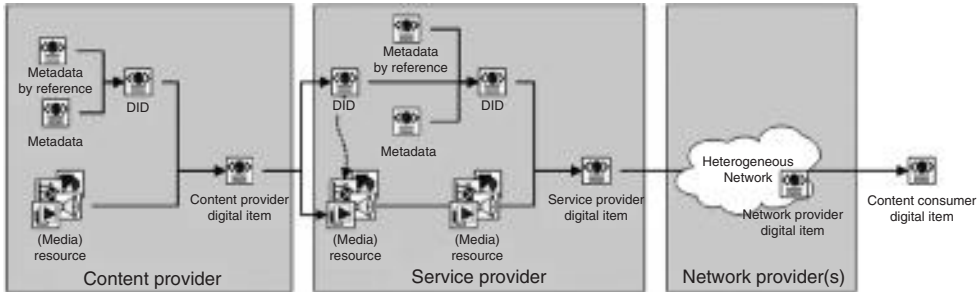 Metadata
by reference
DID
Metadata
(Media)
resource
Content provider
digital item
Content provider
Metadata
by reference
DID
DID
Metadata
(Media)
resource
(Media)
resource
Service provider
digital item
Service provider
Heterogeneous
Network
Network provider
digital item
Network provider(s)
Content consumer
digital item